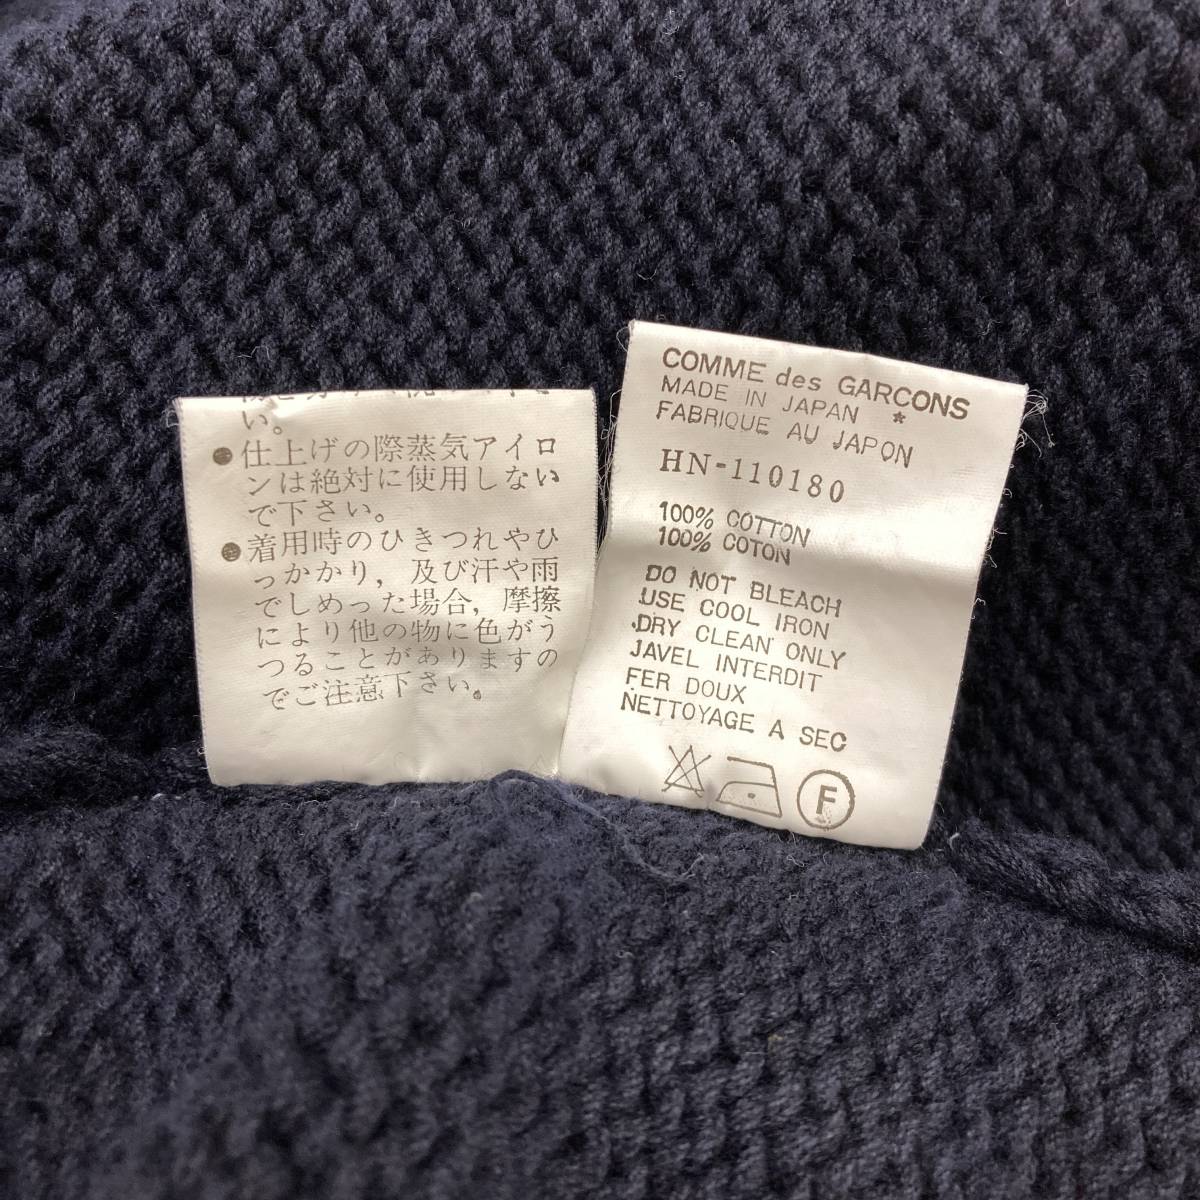 い。
●仕上げの際蒸気アイロ
ンは絶対に使用しない
で下さい。
●着用時のひきつれやひ
っかかり，及び汗や雨
でしめった場合，摩擦
により他の物に色がう
つることがありますの
でご注意下さい。
COMME des GARCONS
MADE IN JAPAN *
FABRIQUE AU JAPON
HN-110180
100% COTTON
100% COTON
DO NOT BLEACH
USE COOL IRON
DRY CLEAN ONLY
JAVEL INTERDIT
FER DOUX
NETTOYAGE A SEC
F